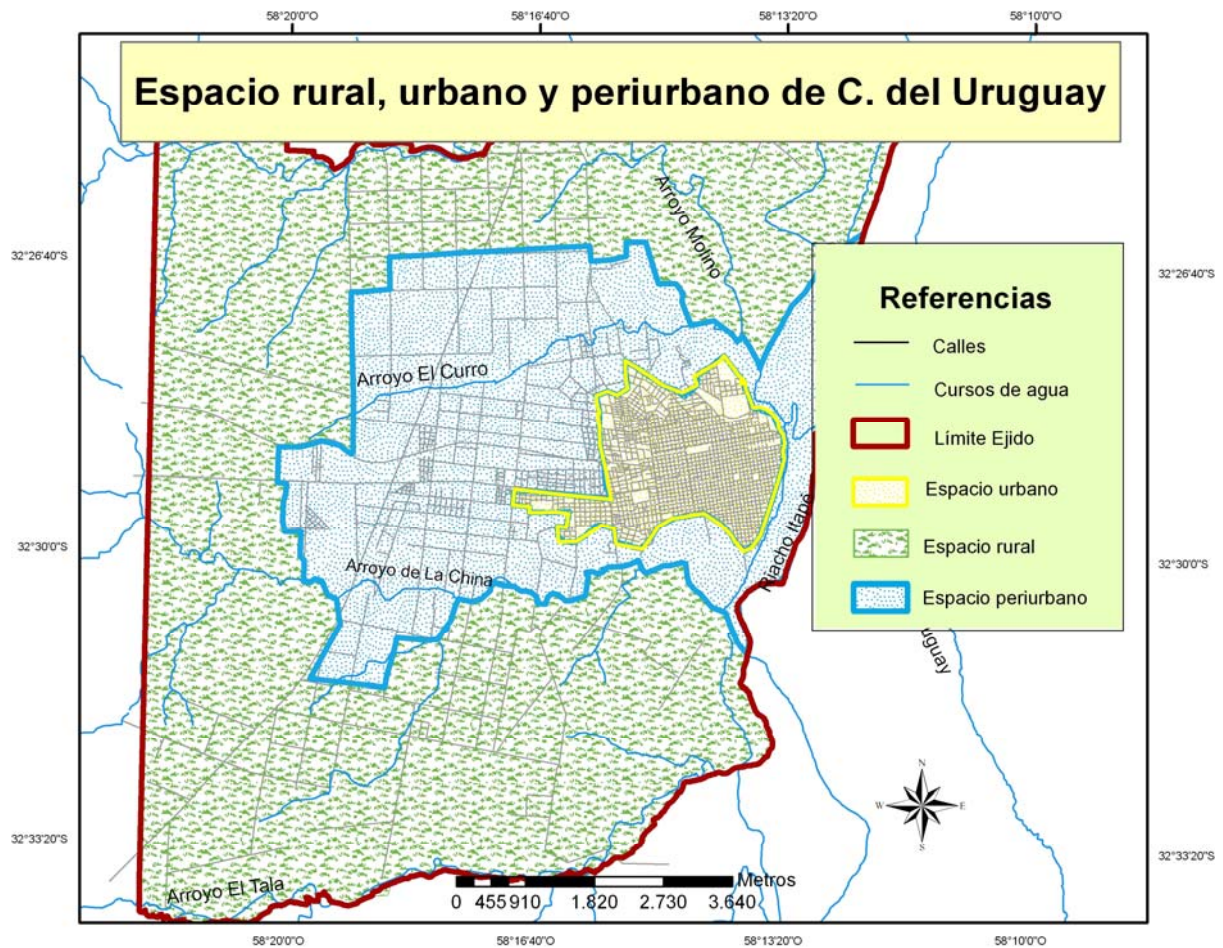 58°20'0"O 58°16'40"O 58°13'20"O 58°10'0"O
Espacio rural, urbano y periurbano de C. del Uruguay
Arroyo Molino
32°26'40"S 32°26'40"S
Referencias
Calles
Cursos de agua
Límite Ejido
Espacio urbano
Espacio rural
Espacio periurbano
Arroyo El Curro
Riacho Itapé
32°30'0"S 32°30'0"S
Arroyo de La China
uguay
N
W E
S
32°33'20"S 32°33'20"S
Arroyo El Tala
Metros
0 455910 1.820 2.730 3.640
58°20'0"O 58°16'40"O 58°13'20"O 58°10'0"O